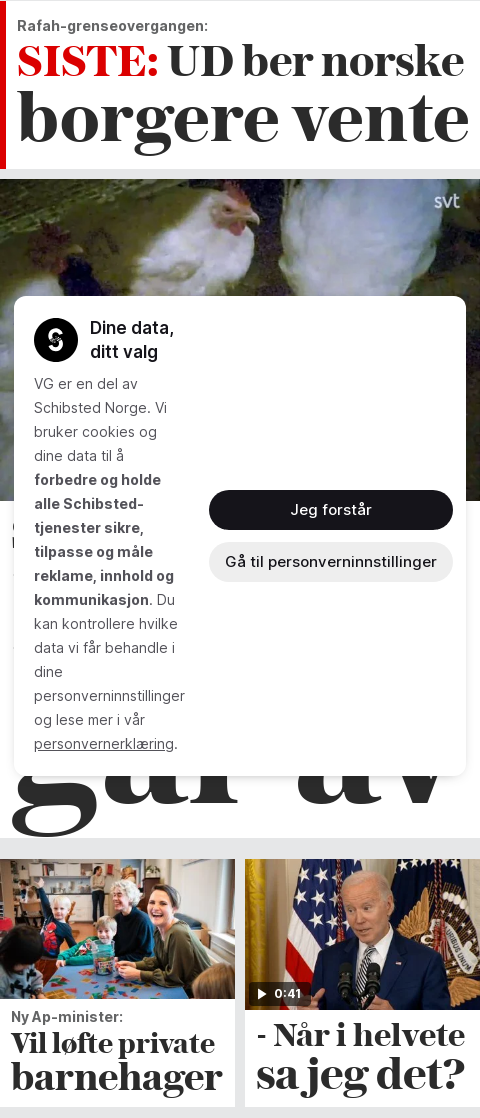 Rafah-grenseovergangen:
SISTE: UD ber norske
borgere vente
svt
Dine data,
ditt valg
VG er en del av
Schibsted Norge. Vi
bruker cookies og
dine data til å
forbedre og holde
alle Schibsted-
tjenester sikre,
tilpasse og måle
reklame, innhold og
kommunikasjon. Du
kan kontrollere hvilke
data vi får behandle i
dine
personverninnstillinger
og lese mer i vår
personvernerklæring.
Jeg forstår
Gå til personverninnstillinger
går av
0:41
Ny Ap-minister:
Vil løfte private
barnehager
- Når i helvete
sa jeg det?